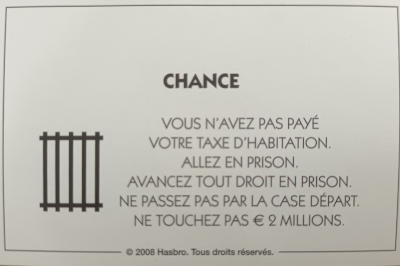 CHANCE
VOUS N'AVEZ PAS PAYÉ
VOTRE TAXE D'HABITATION.
ALLEZ EN PRISON.
AVANCEZ TOUT DROIT EN PRISON.
NE PASSEZ PAS PAR LA CASE DÉPART.
NE TOUCHEZ PAS € 2 MILLIONS.
© 2008 Hasbro. Tous droits réservés.